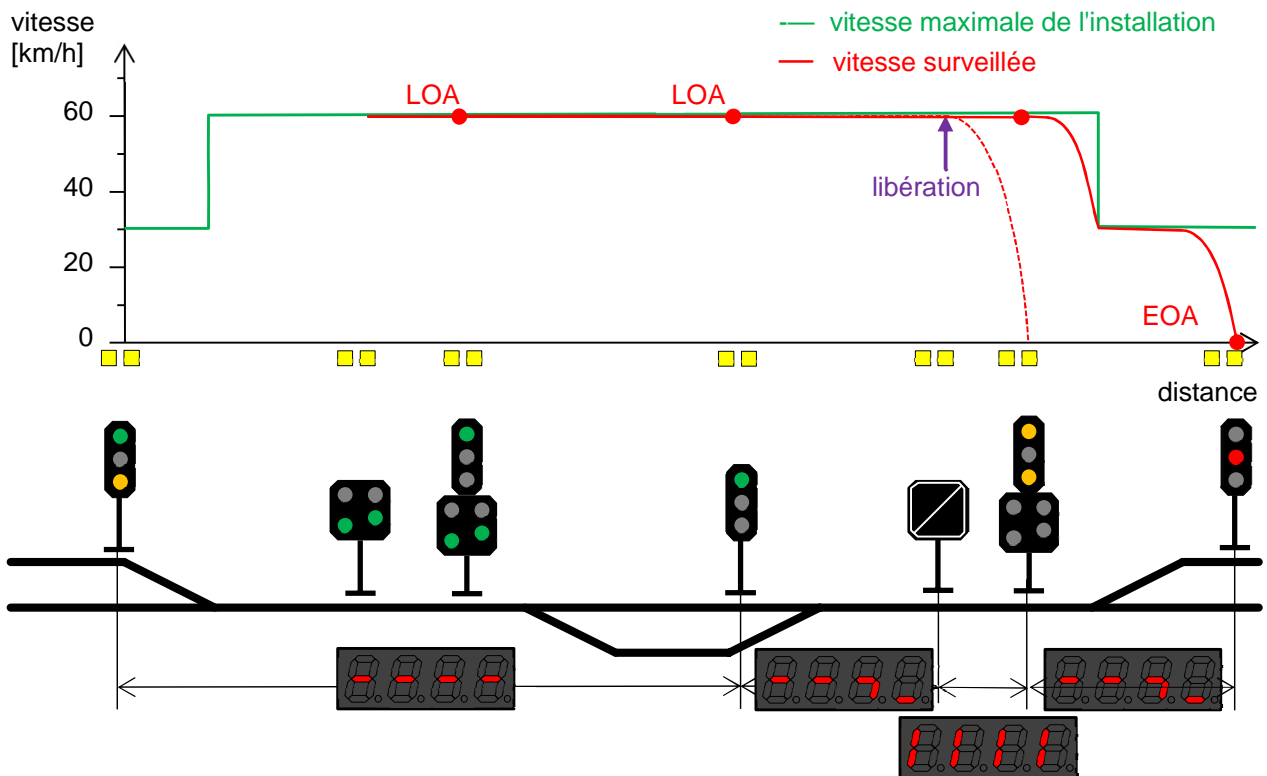 vitesse
[km/h]
vitesse maximale de l'installation
vitesse surveillée
LOA
LOA
60
libération
40
20
EOA
0
distance